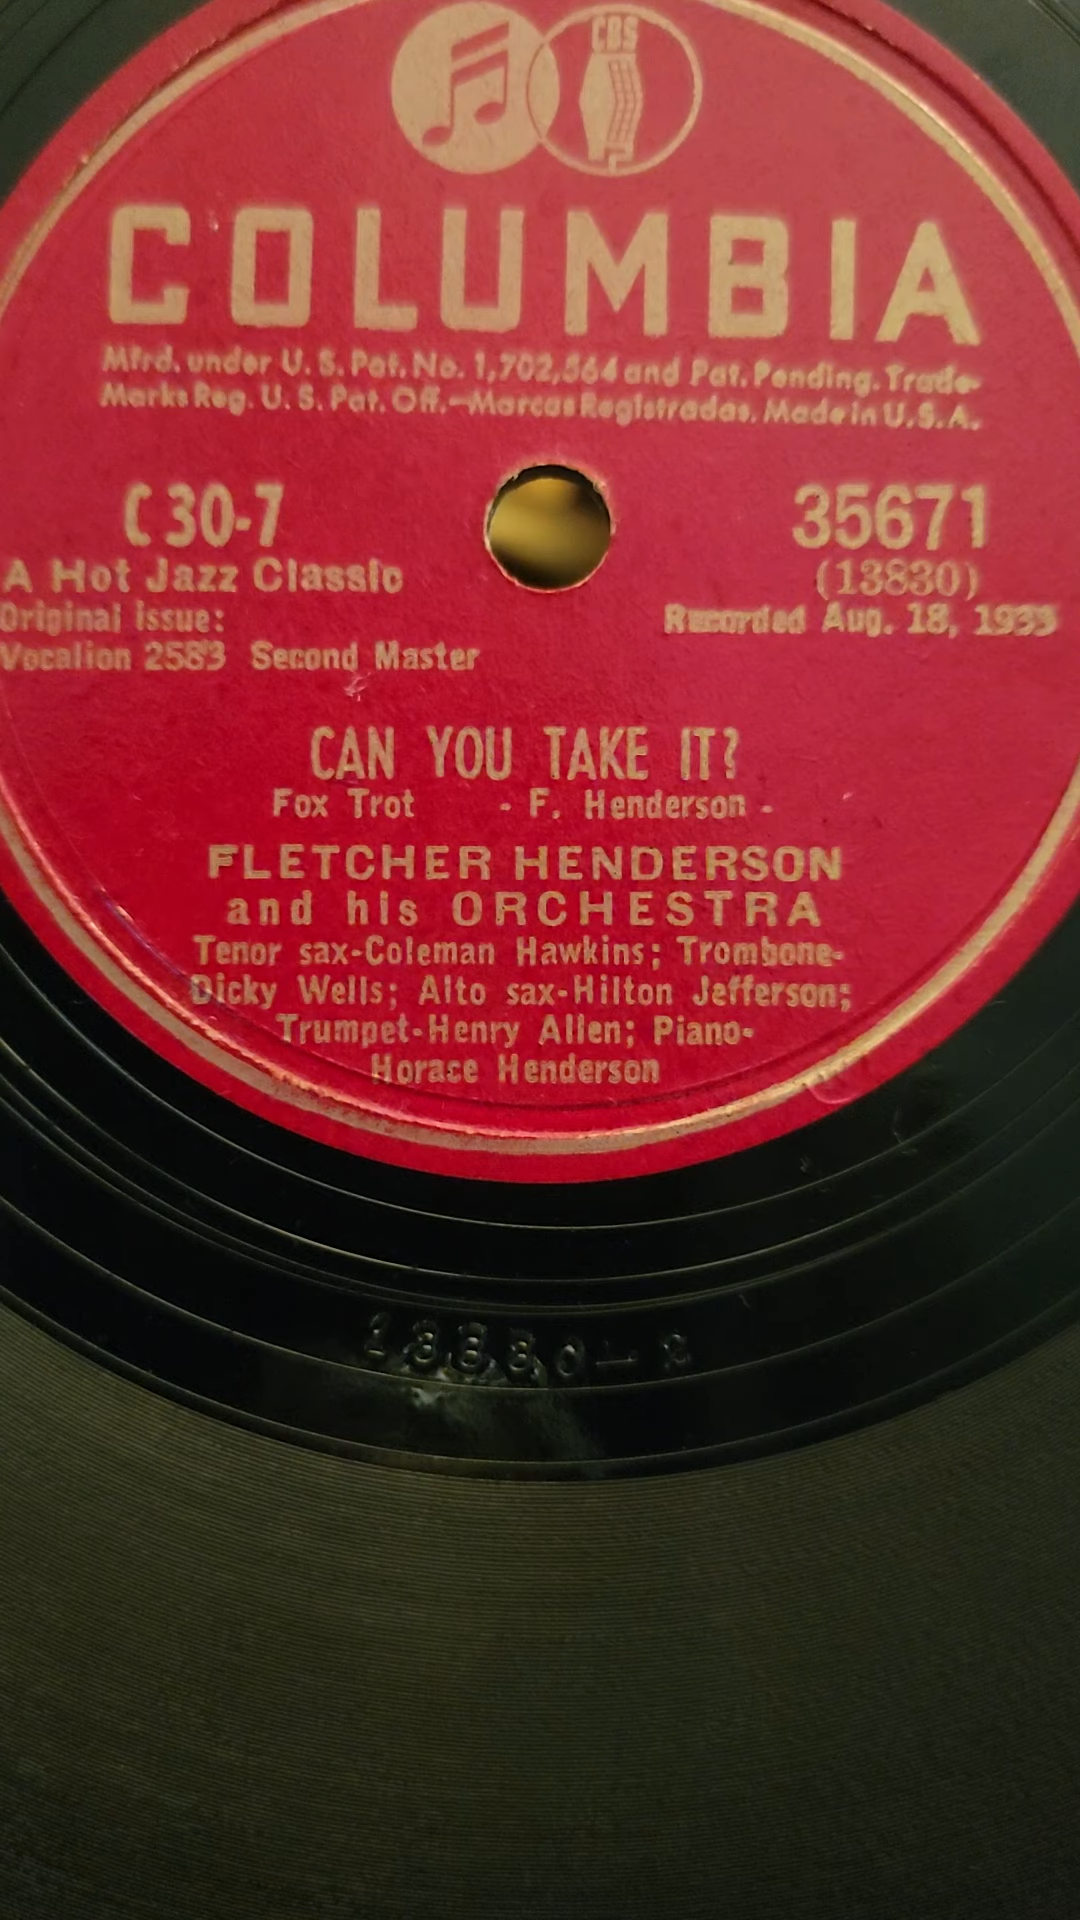 CBS
COLUMBIA
Mfrd. under U. S. Pat. No. 1,702,564 and Pat. Pending. Trade-
Marks Reg. U. S. Pat. Off.—Marcas Registradas. Made in U.S.A.
C 30-7
A Hot Jazz Classic
Original issue:
Vocalion 2583 Second Master
35671
(13830)
Recorded Aug. 18, 1933
CAN YOU TAKE IT?
Fox Trot - F. Henderson -
FLETCHER HENDERSON
and his ORCHESTRA
Tenor sax-Coleman Hawkins; Trombone-
Dicky Wells; Alto sax-Hilton Jefferson;
Trumpet-Henry Allen; Piano-
Horace Henderson